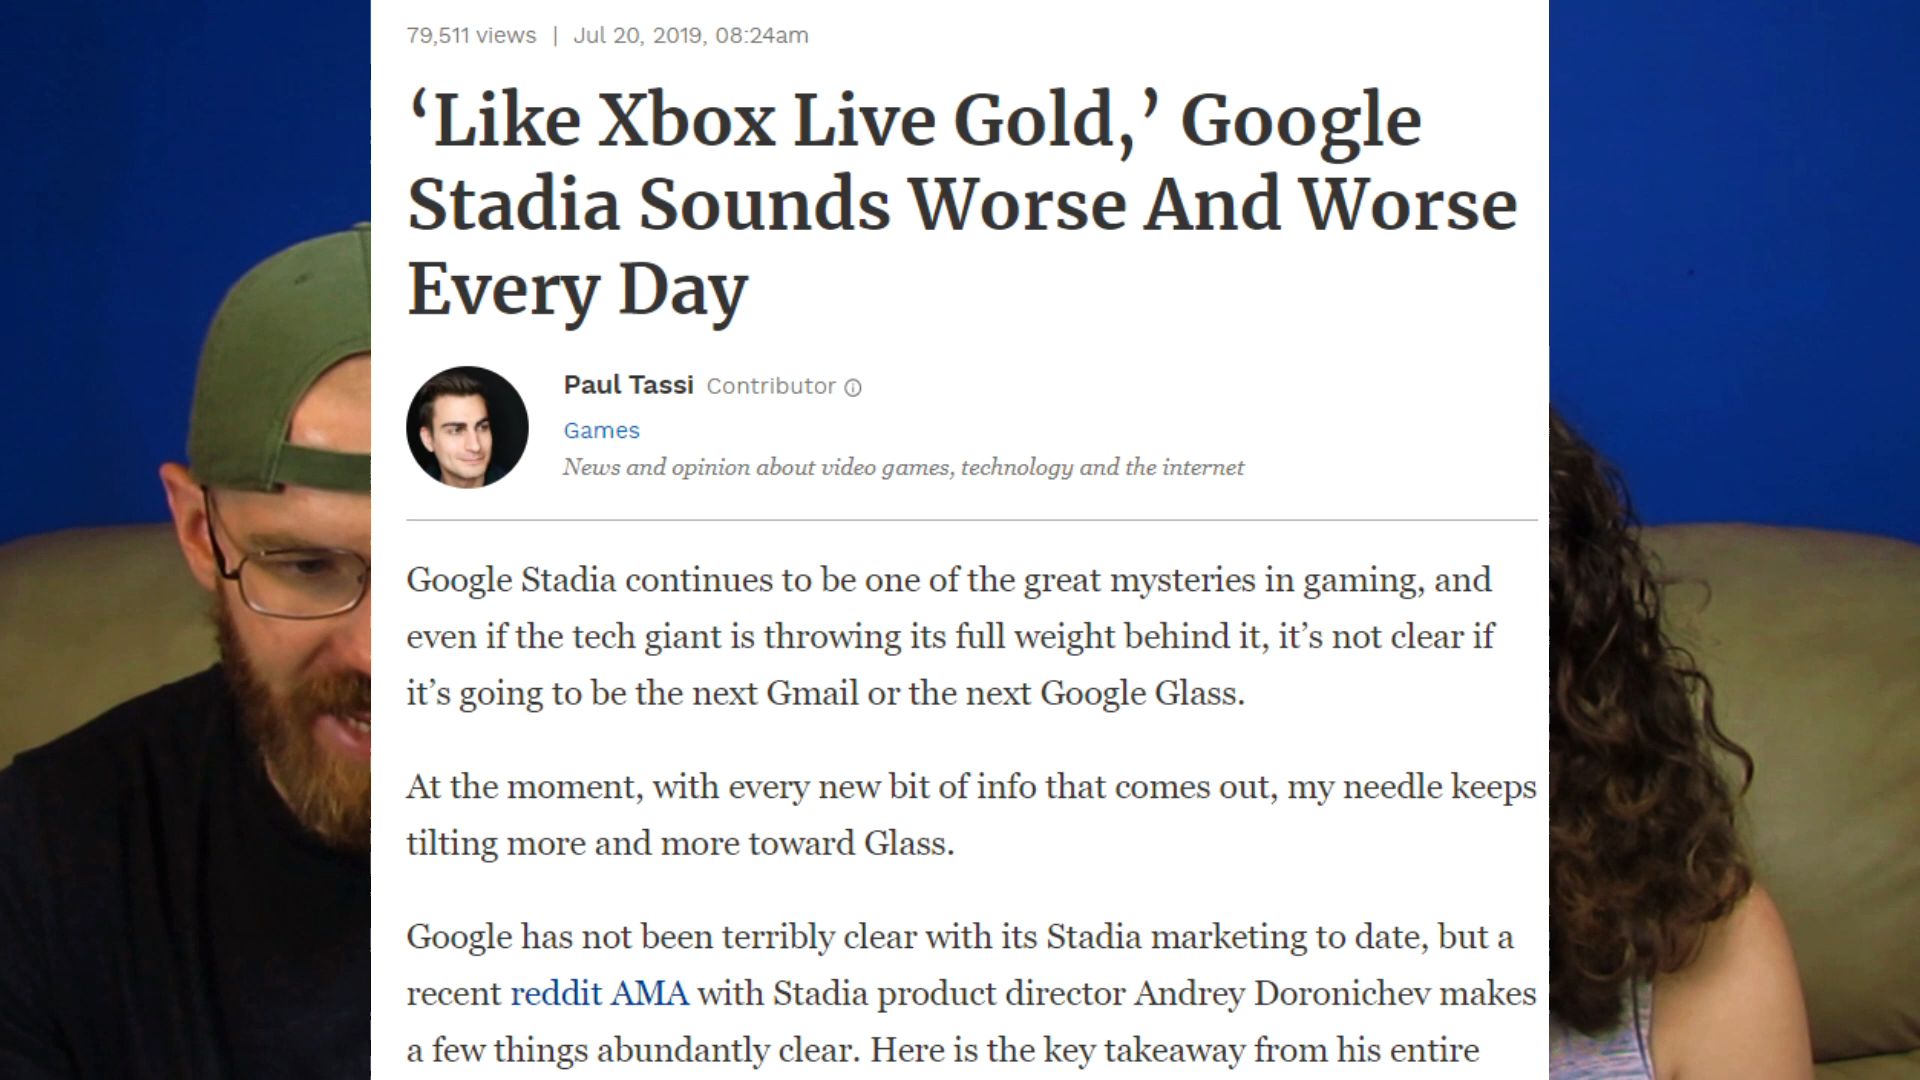 79,511 views | Jul 20, 2019, 08:24am
‘Like Xbox Live Gold,’ Google
Stadia Sounds Worse And Worse
Every Day
Paul Tassi Contributor
Games
News and opinion about video games, technology and the internet
Google Stadia continues to be one of the great mysteries in gaming, and
even if the tech giant is throwing its full weight behind it, it’s not clear if
it’s going to be the next Gmail or the next Google Glass.
At the moment, with every new bit of info that comes out, my needle keeps
tilting more and more toward Glass.
Google has not been terribly clear with its Stadia marketing to date, but a
recent reddit AMA with Stadia product director Andrey Doronichev makes
a few things abundantly clear. Here is the key takeaway from his entire